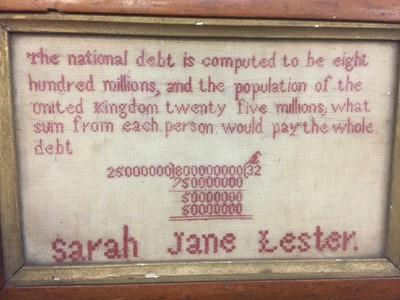 The national debt is computed to be eight
hundred millions, and the population of the
United Kingdom twenty five millions, what
sum from each person would pay the whole
debt
£
25000000)800000000(32
75000000
50000000
50000000
Sarah Jane Lester.